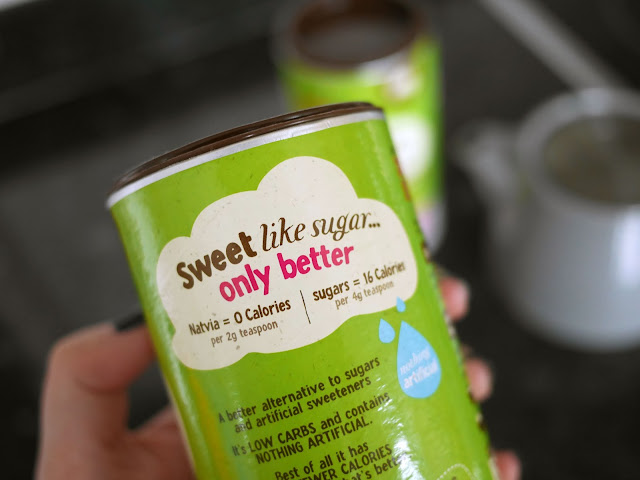 Sweet like sugar...
only better
Natvia = 0 Calories
per 2g teaspoon
sugars = 16 Calories
per 4g teaspoon
nothing
artificial
A better alternative to sugars
and artificial sweeteners
It's LOW CARBS and contains
NOTHING ARTIFICIAL.
Best of all it has
CALORIES
that's